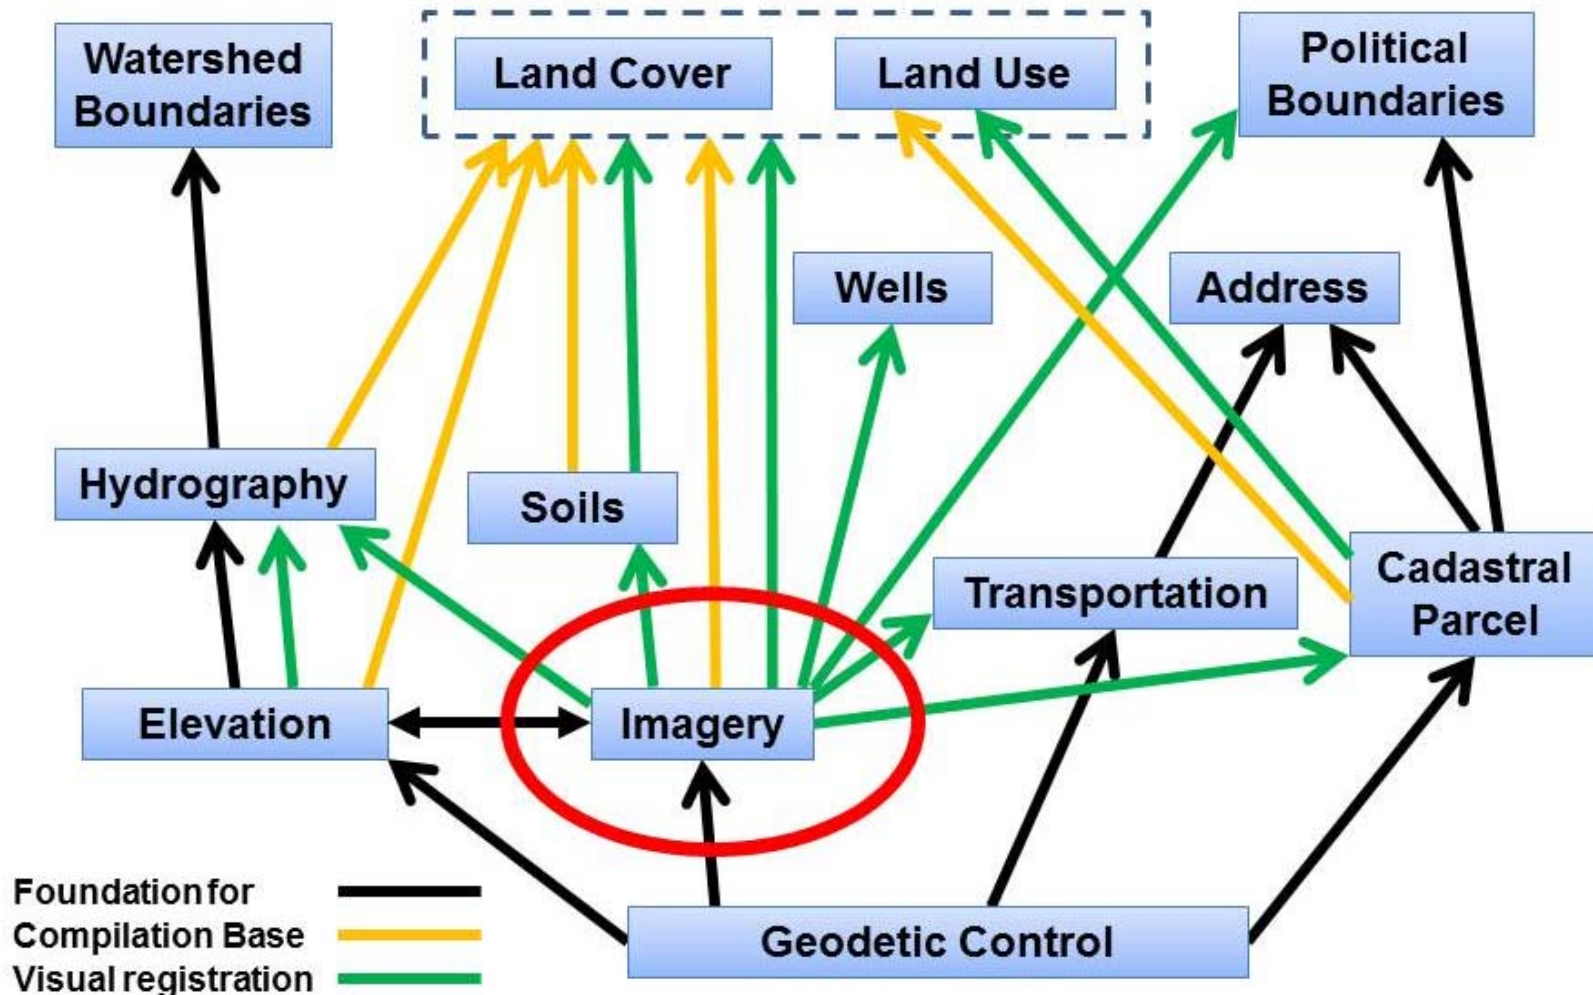 Watershed
Boundaries
Land Cover
Land Use
Political
Boundaries
Wells
Address
Hydrography
Soils
Transportation
Cadastral
Parcel
Elevation
Imagery
Geodetic Control
Foundation for
Compilation Base
Visual registration